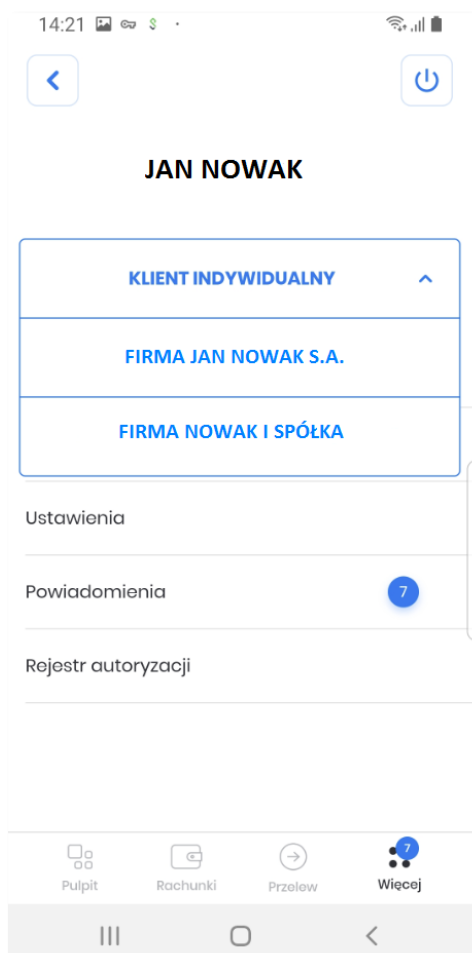 14:21
JAN NOWAK
KLIENT INDYWIDUALNY
FIRMA JAN NOWAK S.A.
FIRMA NOWAK I SPÓŁKA
Ustawienia
Powiadomienia 7
Rejestr autoryzacji
7
Pulpit Rachunki Przelew Więcej